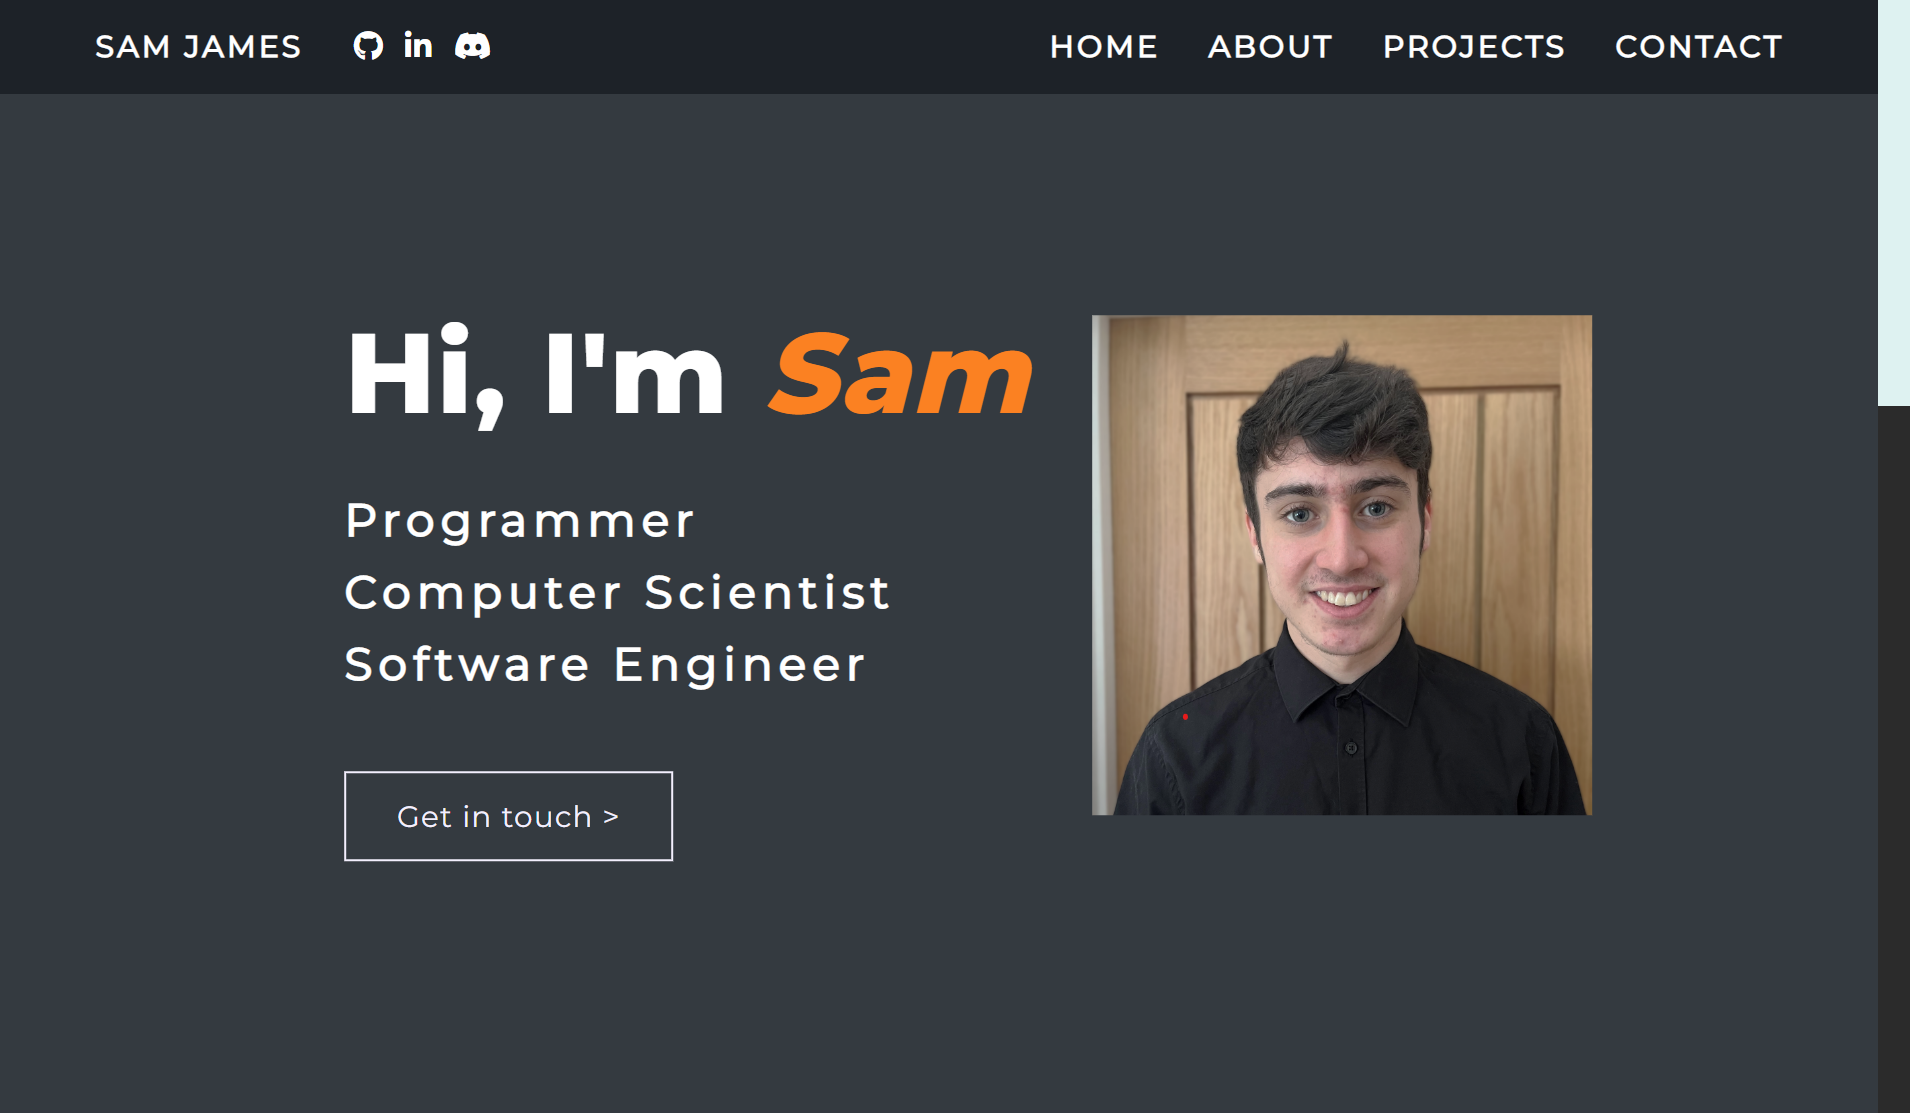 SAM JAMES in HOME ABOUT PROJECTS CONTACT
Hi, I'm Sam
Programmer
Computer Scientist
Software Engineer
Get in touch >